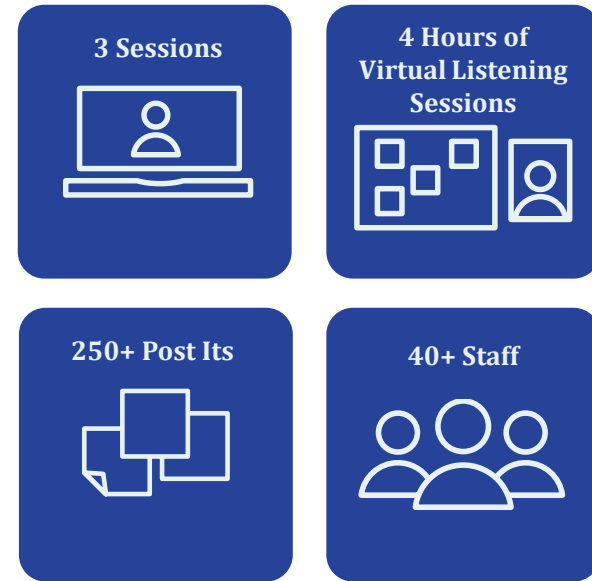 3 Sessions
4 Hours of
Virtual Listening
Sessions
250+ Post Its
40+ Staff